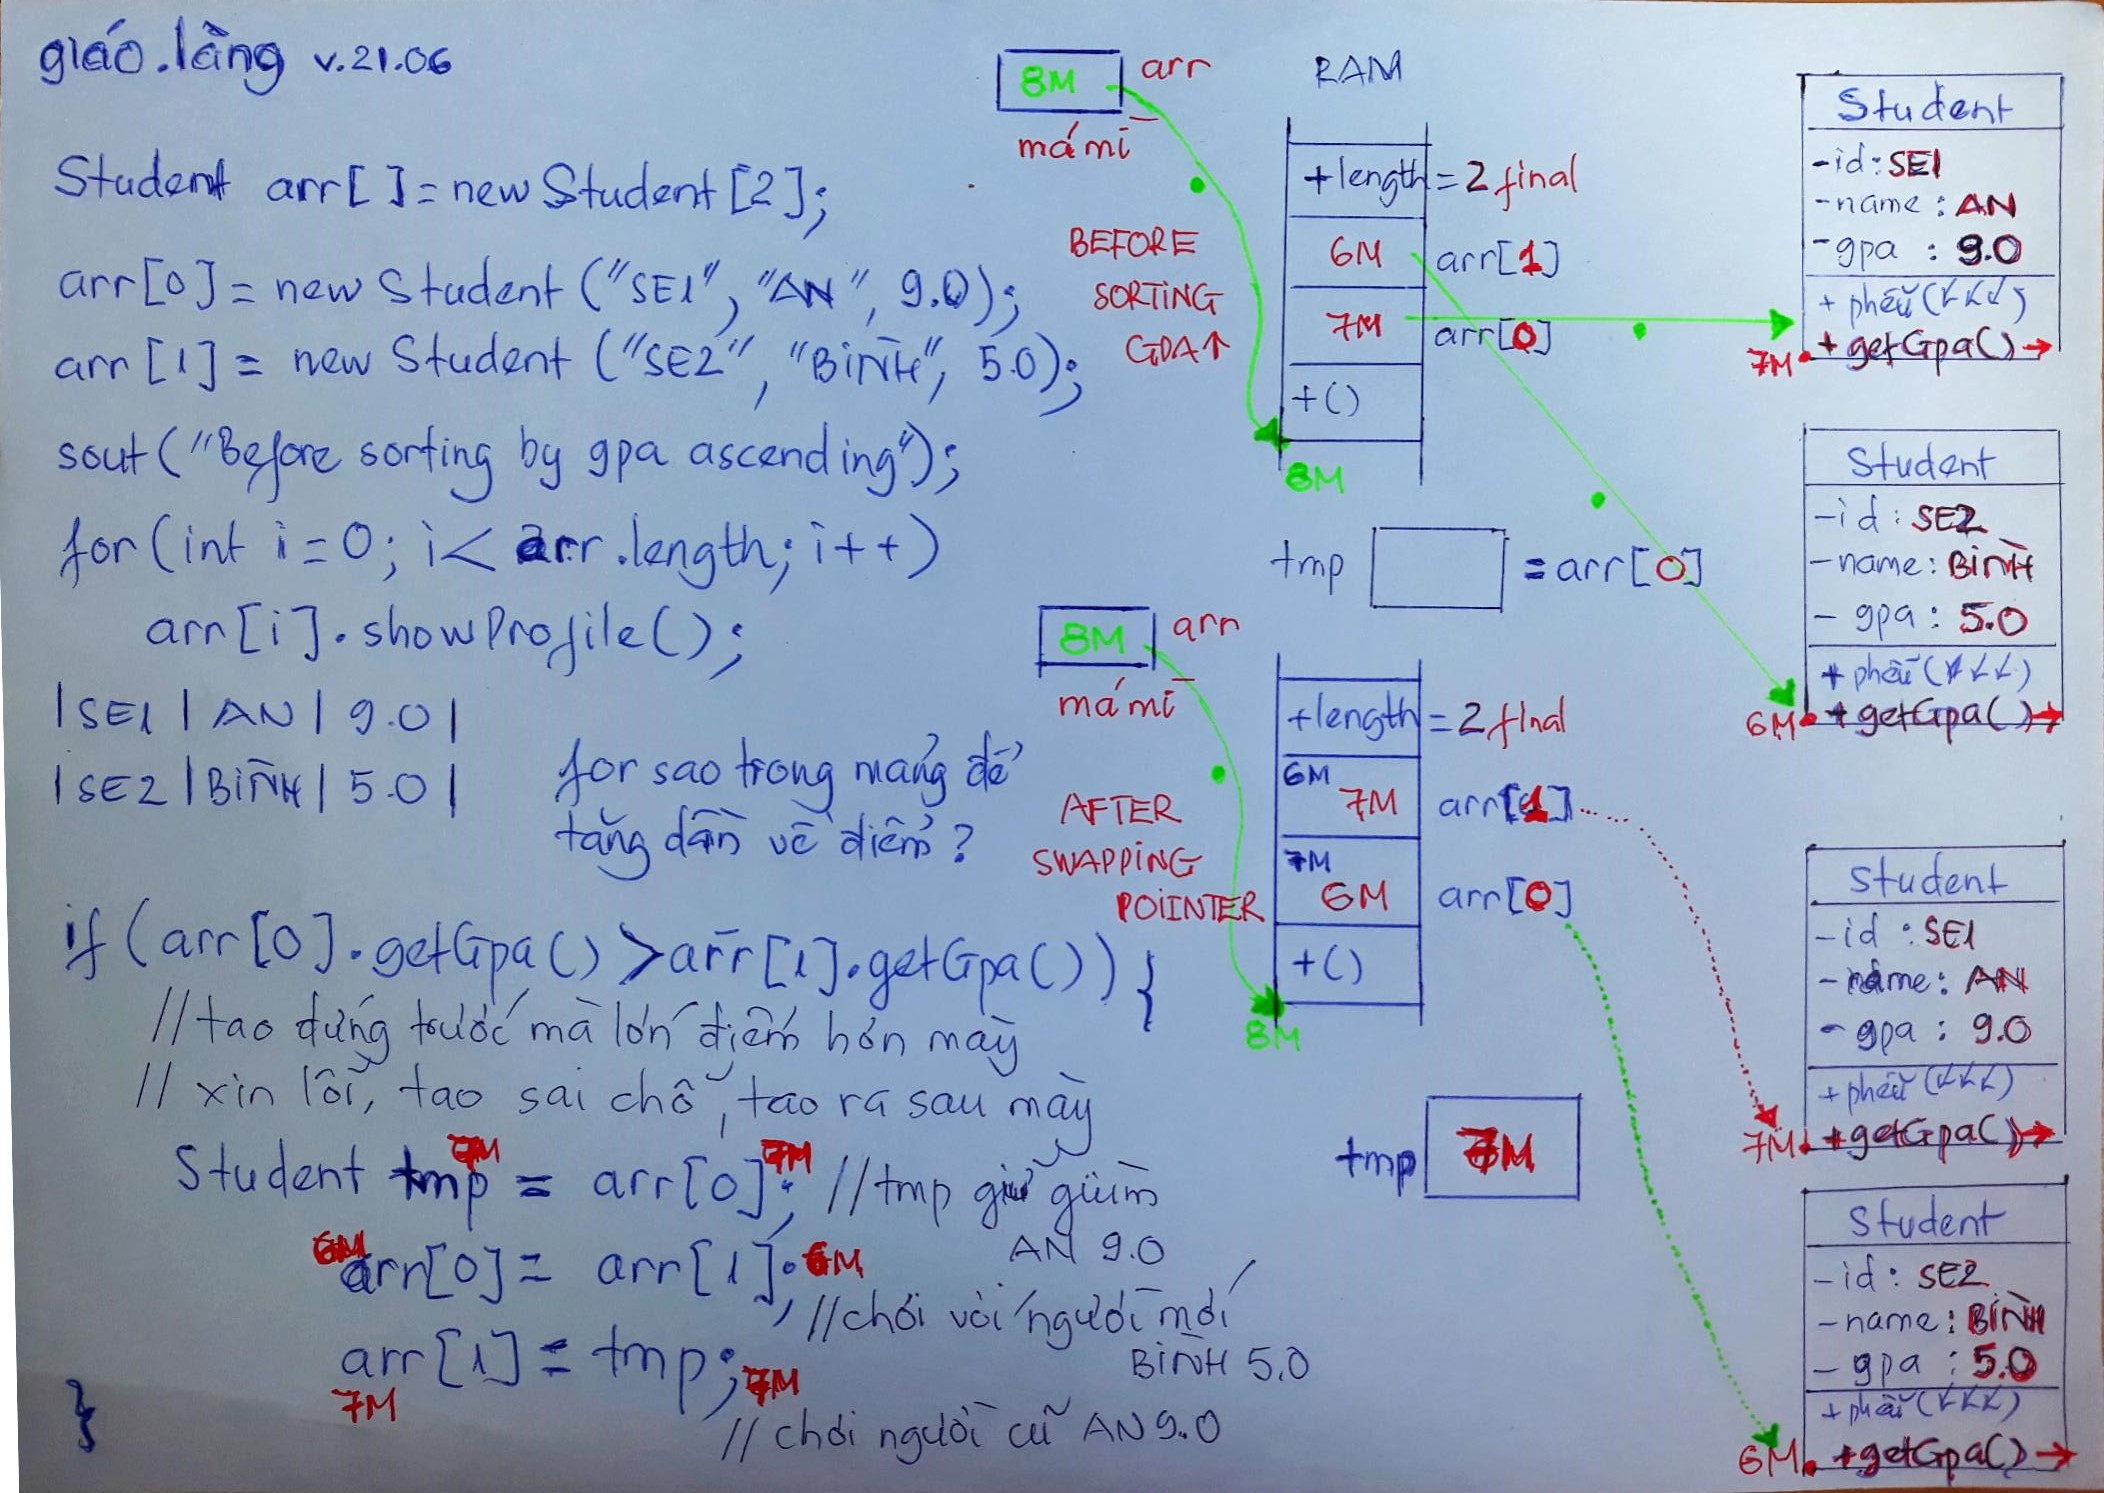 giáo.làng v.21.06
Student arr[ ] = new Student [2];
arr[0] = new Student ("SE1", "AN", 9.0);
arr[1] = new Student ("SE2", "BÌNH", 5.0);
sout("Before sorting by gpa ascending");
for (int i = 0; i < arr.length; i++)
arr[i].showProfile();
|SE1 | AN | 9.0|
|SE2 | BÌNH | 5.0|
for sao trong mảng để
tăng dần về điểm?
if (arr[0].getGpa() > arr[1].getGpa()) {
//tao đứng trước mà lớn điểm hơn mày
// xin lỗi, tao sai chỗ, tao ra sau mày
7M 7M
Student tmp = arr[0]; //tmp giữ giùm
AN 9.0
6M arr[0] = arr[1]; 6M
//chơi với người mới
BÌNH 5.0
arr[1] = tmp; 7M
7M
// chơi người cũ AN 9.0
}
8M arr
má mì
BEFORE
SORTING
GPA↑
RAM
+length = 2 final
6M arr[1]
7M arr[0]
+()
8M
tmp = arr[0]
8M arr
má mì
AFTER
SWAPPING
POIINTER
+length = 2 final
6M 7M arr[1]
7M 6M arr[0]
+()
8M
tmp 7M
Student
-id: SE1
-name: AN
-gpa : 9.0
+ phễu (↓↓↓)
7M + getGpa() →
Student
-id: SE2
-name: BÌNH
- gpa : 5.0
+ phễu (↓↓↓)
6M + getGpa() →
Student
-id : SE1
-name: AN
- gpa : 9.0
+ phễu (↓↓↓)
7M +getGpa() →
Student
-id: SE2
-name: BÌNH
- gpa : 5.0
+ phễu (↓↓↓)
6M +getGpa() →